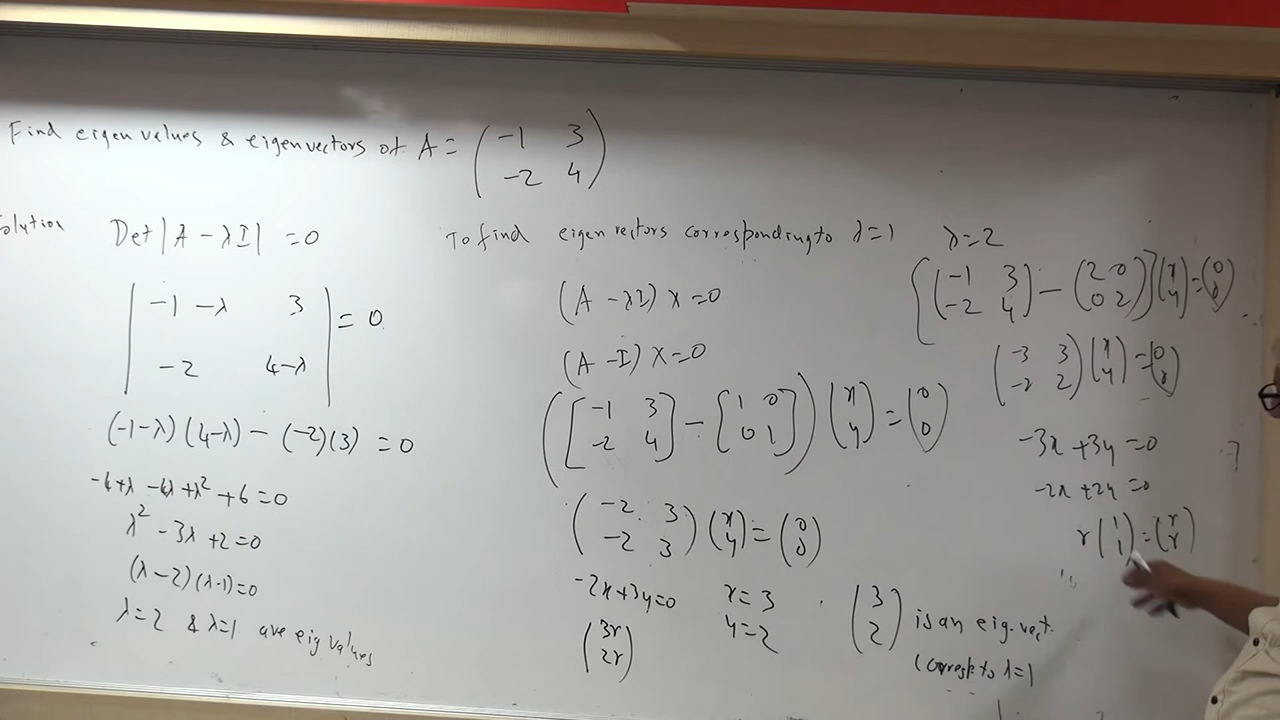 Find eigen values & eigenvectors of A = ( -1 3 
-2 4 )
Solution Det |A - λI| = 0
| -1 - λ 3 
-2 4-λ | = 0
(-1-λ)(4-λ) - (-2)(3) = 0
-4+λ -4λ +λ² +6 = 0
λ² - 3λ + 2 = 0
(λ-2)(λ-1) = 0
λ=2 & λ=1 are eig values
To find eigen vectors corresponding to λ=1
(A - λI) X = 0
(A - I) X = 0
( [ -1 3 
-2 4 ] - [ 1 0 
0 1 ] ) ( x 
y ) = ( 0 
0 )
( -2 3 
-2 3 ) ( x 
y ) = ( 0 
0 )
-2x+3y=0 x = 3
y = 2
( 3r 
2r )
( 3 
2 ) is an eig. vect.
(corresp to λ=1
λ=2
{ ( -1 3 
-2 4 ) - ( 2 0 
0 2 ) } ( x 
y ) = ( 0 
0 )
( -3 3 
-2 2 ) ( x 
y ) = ( 0 
0 )
-3x + 3y = 0
-2x + 2y = 0
r ( 1 
1 ) = ( r 
r )